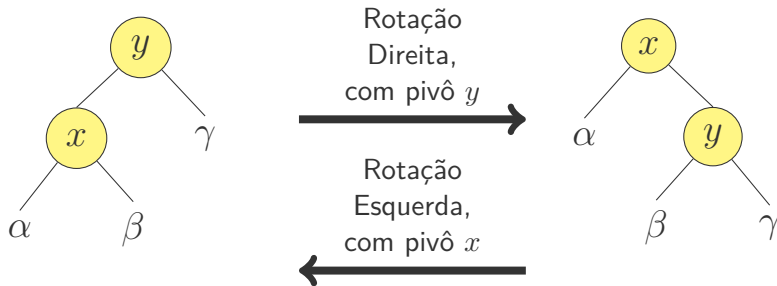 y
x
γ
α
β
Rotação
Direita,
com pivô y
Rotação
Esquerda,
com pivô x
x
α
y
β
γ